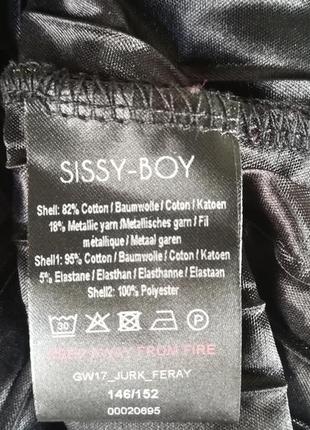 SISSY-BOY
Shell: 82% Cotton / Baumwolle / Coton / Katoen
18% Metallic yarn /Metallisches garn / Fil
métallique / Metaal garen
Shell1: 95% Cotton / Baumwolle / Coton / Katoen
5% Elastane / Elasthan / Elasthanne / Elastaan
Shell2: 100% Polyester
30 P
KEEP AWAY FROM FIRE
GW17_JURK_FERAY
146/152
00020695